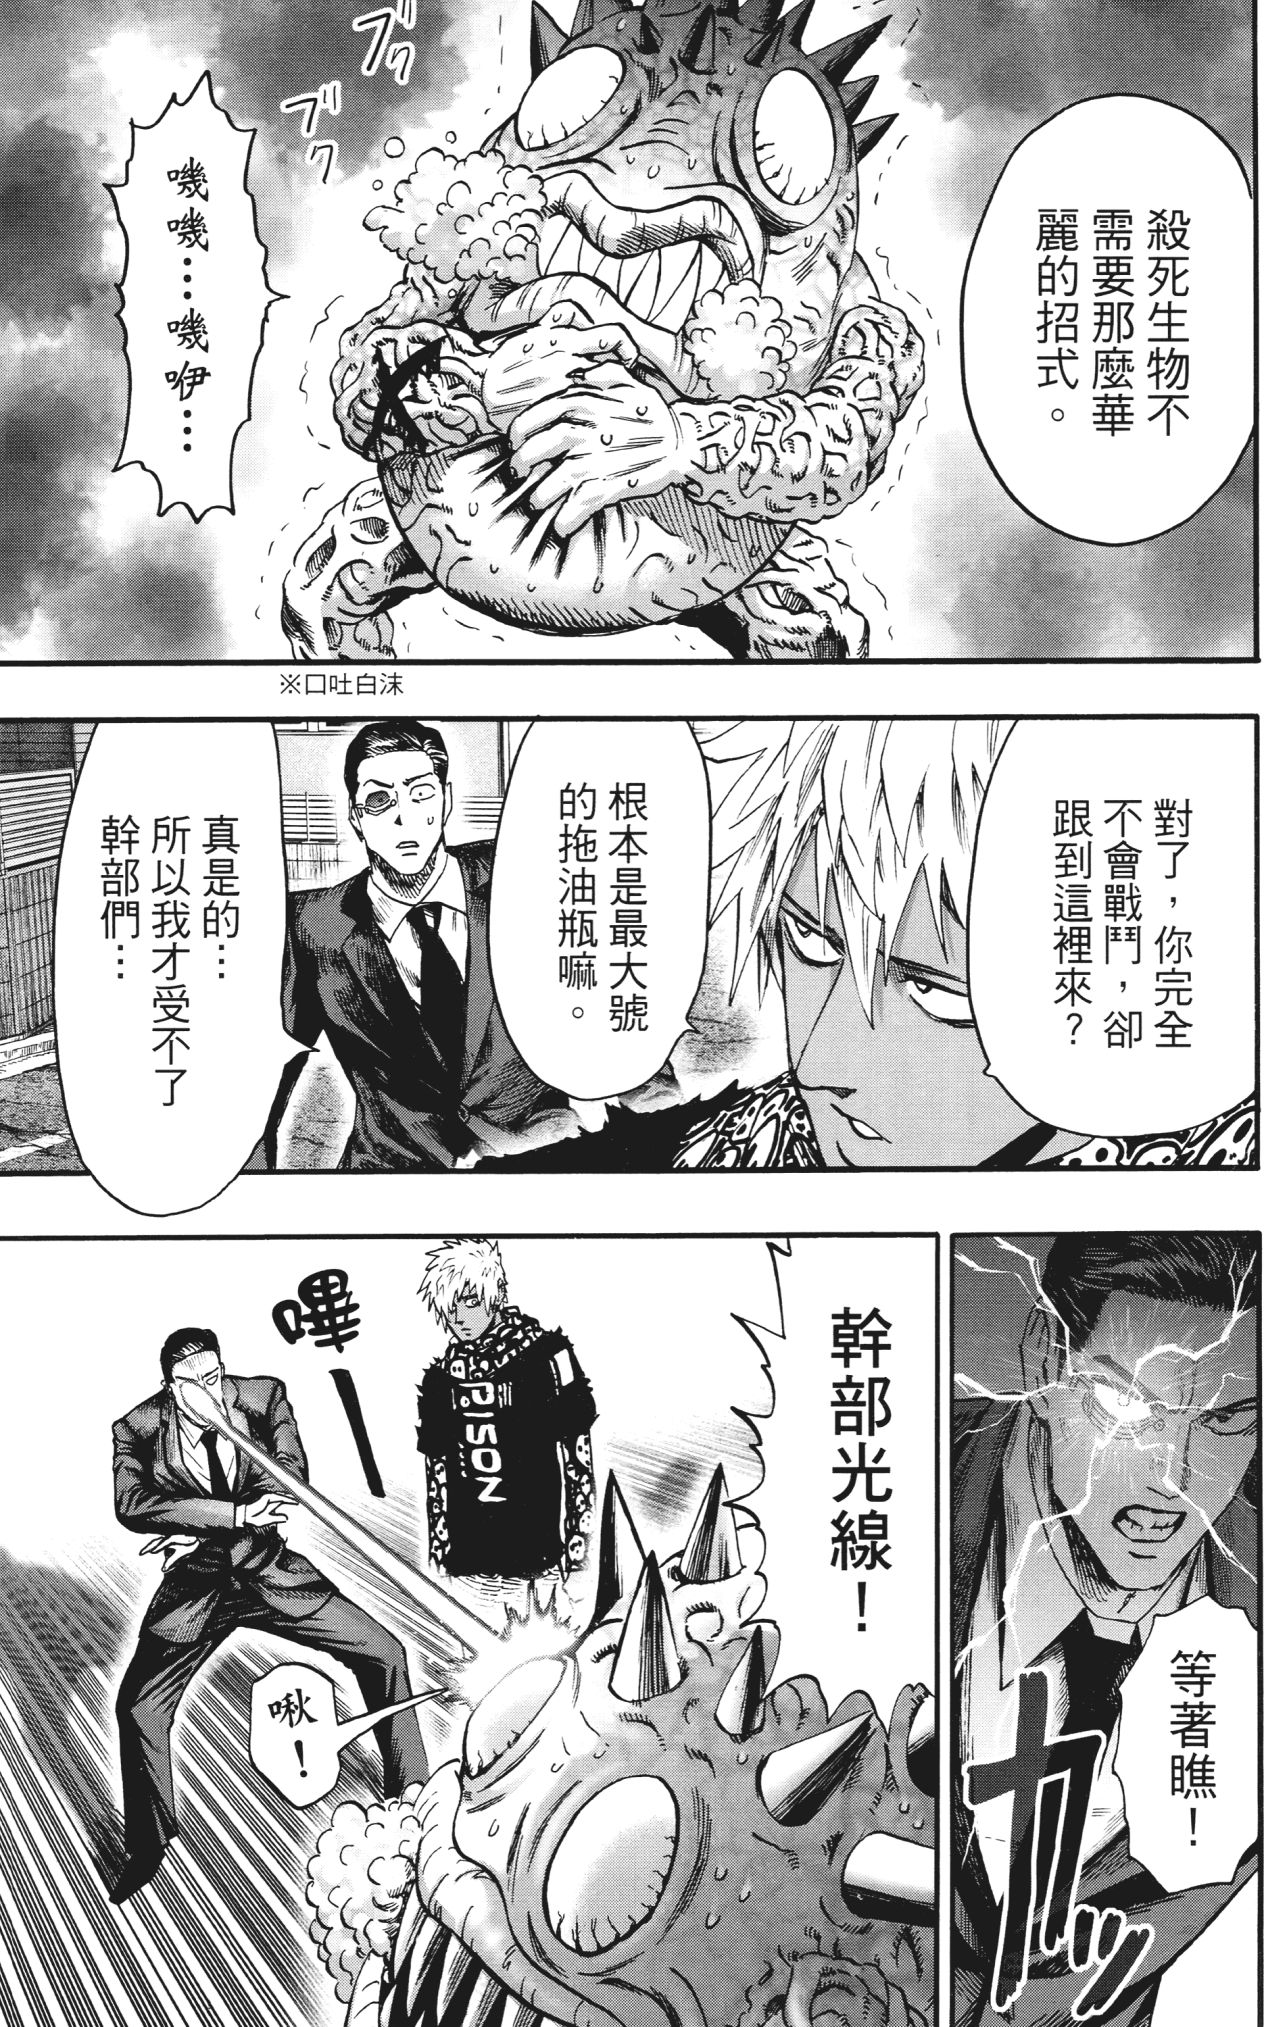 殺死生物不
需要那麼華
麗的招式。
ブク
ブク
嘰嘰…嘰咿…
※口吐白沫
對了，你完全
不會戰鬥，卻
跟到這裡來？
根本是最大號
的拖油瓶嘛。
真是的…
所以我才受不了
幹部們…
等著瞧！
カッ
幹部光線！
嗶
PISON
啾！